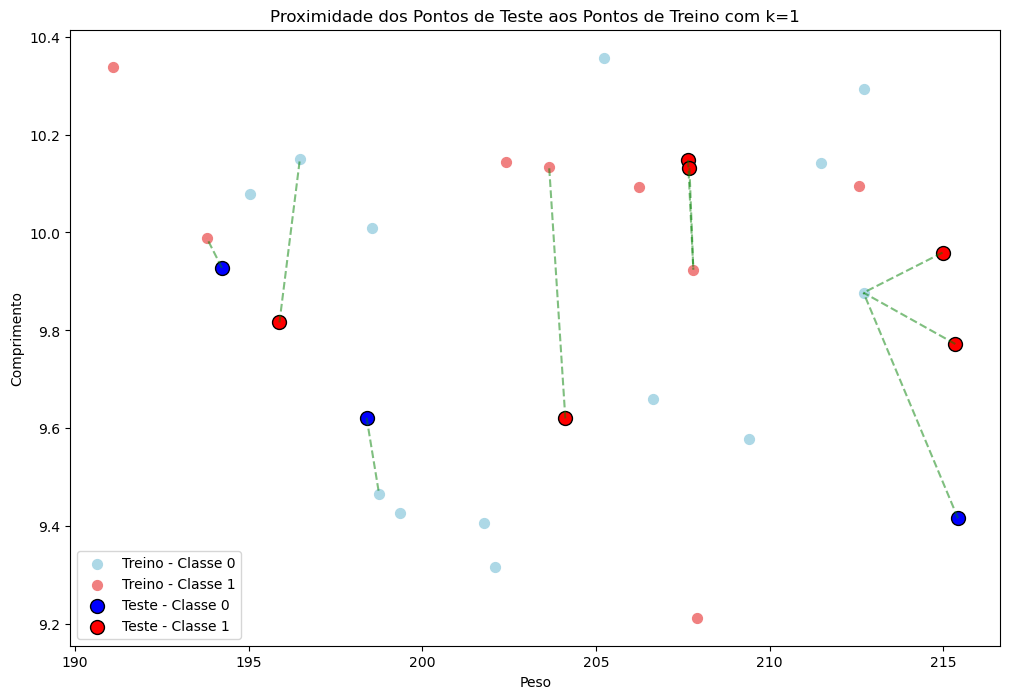 Proximidade dos Pontos de Teste aos Pontos de Treino com k=1
10.4
10.2
10.0
9.8
9.6
9.4
9.2
Comprimento
Treino - Classe 0
Treino - Classe 1
Teste - Classe 0
Teste - Classe 1
190 195 200 205 210 215
Peso